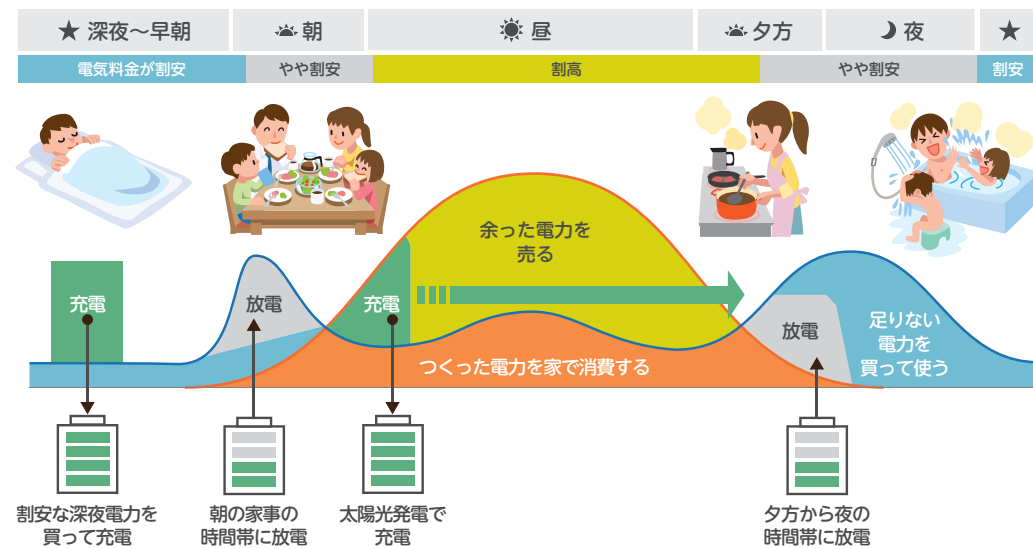 深夜～早朝
朝
昼
夕方
夜
電気料金が割安
やや割安
割高
やや割安
割安
余った電力を
売る
充電
放電
充電
放電
足りない
電力を
買って使う
つくった電力を家で消費する
割安な深夜電力を
買って充電
朝の家事の
時間帯に放電
太陽光発電で
充電
夕方から夜の
時間帯に放電